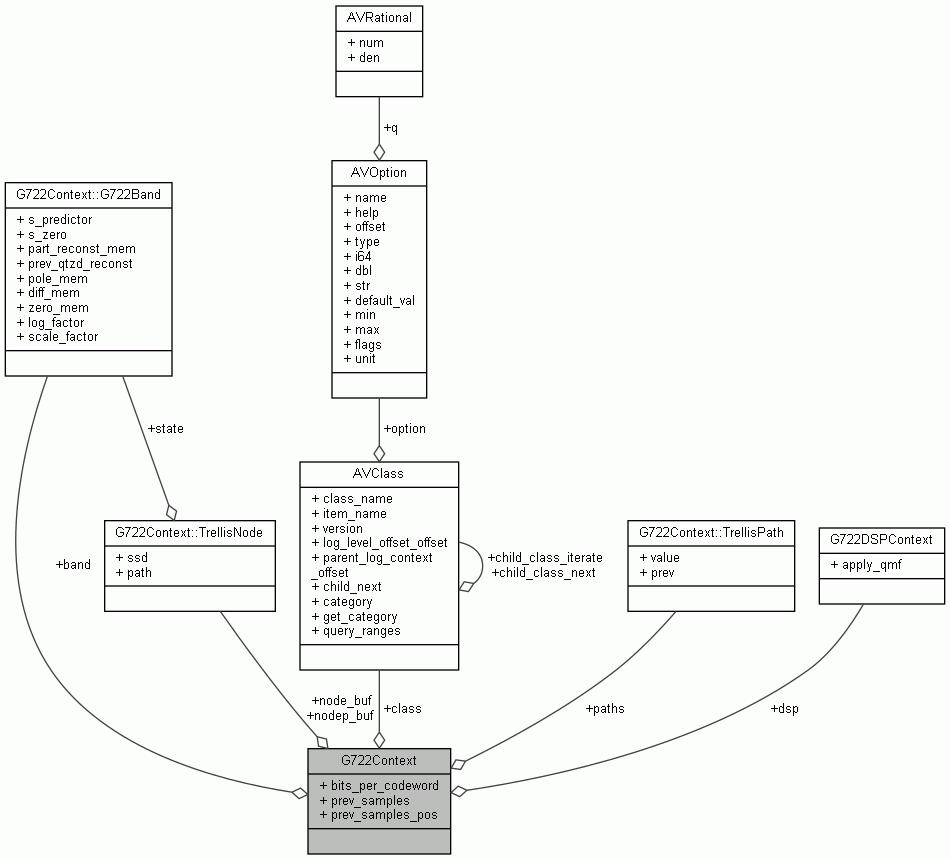 AVRational
+ num
+ den
+q
AVOption
+ name
+ help
+ offset
+ type
+ i64
+ dbl
+ str
+ default_val
+ min
+ max
+ flags
+ unit
G722Context::G722Band
+ s_predictor
+ s_zero
+ part_reconst_mem
+ prev_qtzd_reconst
+ pole_mem
+ diff_mem
+ zero_mem
+ log_factor
+ scale_factor
+state
+option
AVClass
+ class_name
+ item_name
+ version
+ log_level_offset_offset
+ parent_log_context
_offset
+ child_next
+ category
+ get_category
+ query_ranges
+child_class_iterate
+child_class_next
G722Context::TrellisNode
+ ssd
+ path
G722Context::TrellisPath
+ value
+ prev
G722DSPContext
+ apply_qmf
+band
+node_buf
+nodep_buf
+class
+paths
+dsp
G722Context
+ bits_per_codeword
+ prev_samples
+ prev_samples_pos